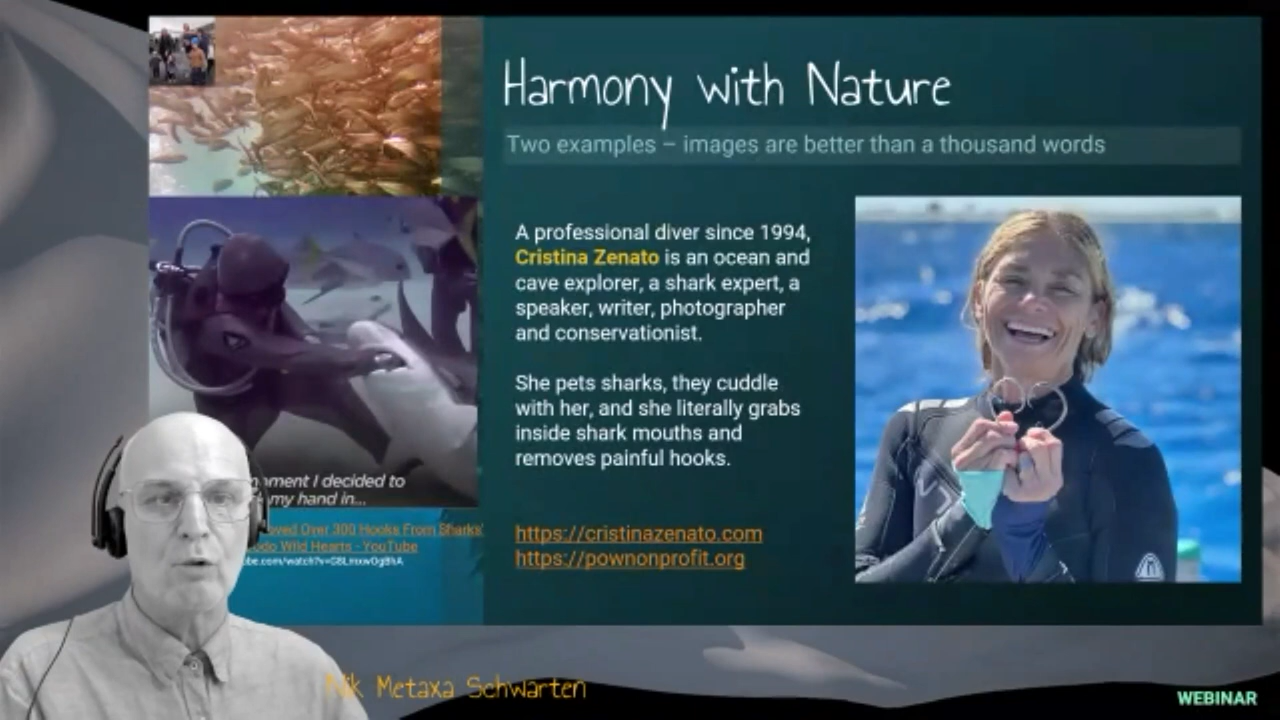 Harmony with Nature
Two examples – images are better than a thousand words
A professional diver since 1994,
Cristina Zenato is an ocean and
cave explorer, a shark expert, a
speaker, writer, photographer
and conservationist.
She pets sharks, they cuddle
with her, and she literally grabs
inside shark mouths and
removes painful hooks.
https://cristinazenato.com
https://pownonprofit.org
moment I decided to
my hand in...
Over 300 Hooks From Sharks'
Wild Hearts - YouTube
Nik Metaxa Schwarten
WEBINAR